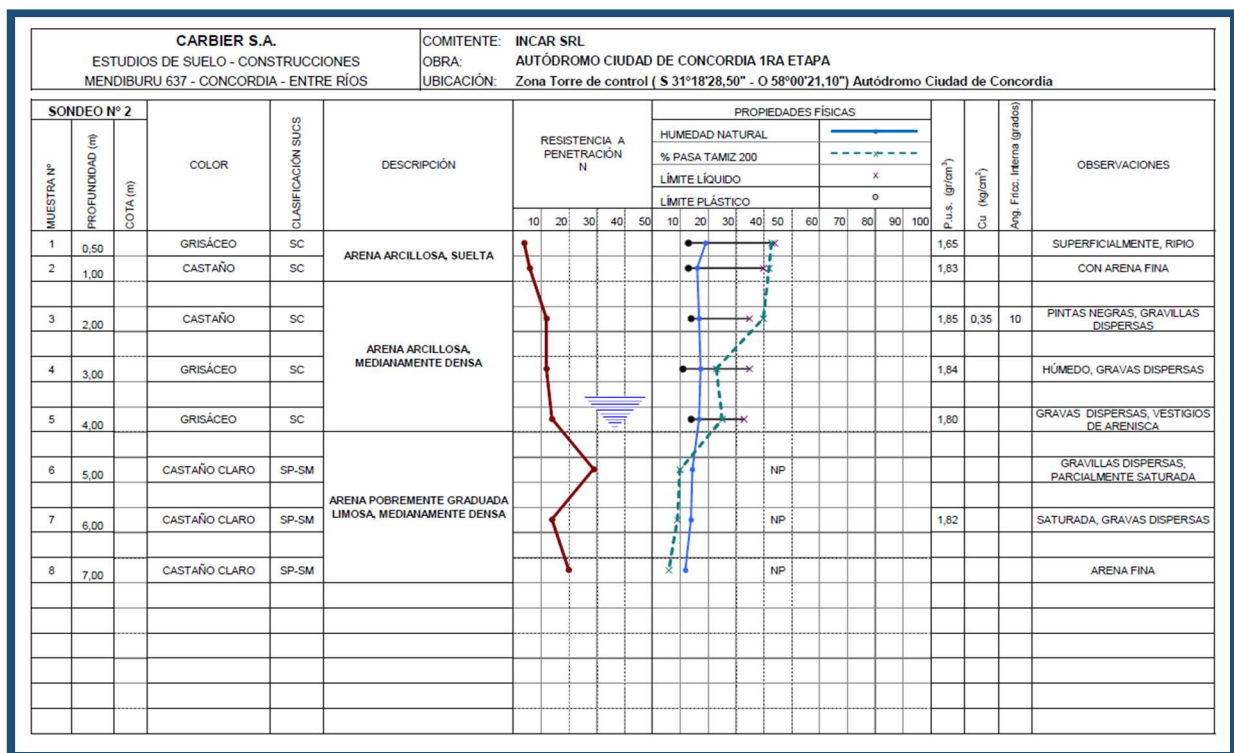 CARBIER S.A.
ESTUDIOS DE SUELO - CONSTRUCCIONES
MENDIBURU 637 - CONCORDIA - ENTRE RÍOS
COMITENTE: INCAR SRL
OBRA: AUTÓDROMO CIUDAD DE CONCORDIA 1RA ETAPA
UBICACIÓN: Zona Torre de control ( S 31°18'28,50" - O 58°00'21,10") Autódromo Ciudad de Concordia
SONDEO Nº 2
MUESTRA Nº
PROFUNDIDAD (m)
COTA (m)
COLOR
CLASIFICACIÓN SUCS
DESCRIPCIÓN
RESISTENCIA A
PENETRACIÓN
N
10 20 30 40 50
PROPIEDADES FÍSICAS
HUMEDAD NATURAL
% PASA TAMIZ 200
LÍMITE LÍQUIDO x
LÍMITE PLÁSTICO o
10 20 30 40 50 60 70 80 90 100
P.u.s. (gr/cm³)
Cu (kg/cm²)
Ang. Fricc. Interna (grados)
OBSERVACIONES
1 0,50 GRISÁCEO SC 1,65 SUPERFICIALMENTE, RIPIO
ARENA ARCILLOSA, SUELTA
2 1,00 CASTAÑO SC 1,83 CON ARENA FINA
3 2,00 CASTAÑO SC 1,85 0,35 10 PINTAS NEGRAS, GRAVILLAS
DISPERSAS
ARENA ARCILLOSA,
MEDIANAMENTE DENSA
4 3,00 GRISÁCEO SC 1,84 HÚMEDO, GRAVAS DISPERSAS
5 4,00 GRISÁCEO SC 1,80 GRAVAS DISPERSAS, VESTIGIOS
DE ARENISCA
6 5,00 CASTAÑO CLARO SP-SM NP GRAVILLAS DISPERSAS,
PARCIALMENTE SATURADA
ARENA POBREMENTE GRADUADA
LIMOSA, MEDIANAMENTE DENSA
7 6,00 CASTAÑO CLARO SP-SM NP 1,82 SATURADA, GRAVAS DISPERSAS
8 7,00 CASTAÑO CLARO SP-SM NP ARENA FINA